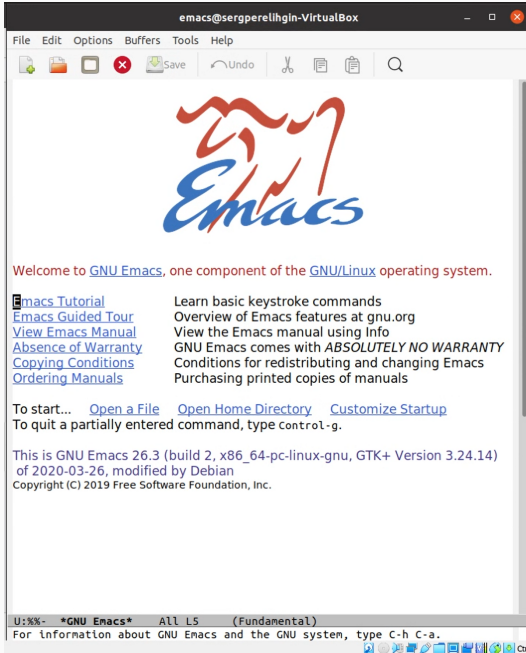 emacs@sergperelihgin-VirtualBox
File Edit Options Buffers Tools Help
Save Undo
Emacs
Welcome to GNU Emacs, one component of the GNU/Linux operating system.
Emacs Tutorial Learn basic keystroke commands
Emacs Guided Tour Overview of Emacs features at gnu.org
View Emacs Manual View the Emacs manual using Info
Absence of Warranty GNU Emacs comes with ABSOLUTELY NO WARRANTY
Copying Conditions Conditions for redistributing and changing Emacs
Ordering Manuals Purchasing printed copies of manuals
To start... Open a File Open Home Directory Customize Startup
To quit a partially entered command, type Control-g.
This is GNU Emacs 26.3 (build 2, x86_64-pc-linux-gnu, GTK+ Version 3.24.14)
of 2020-03-26, modified by Debian
Copyright (C) 2019 Free Software Foundation, Inc.
U:%%- *GNU Emacs* All L5 (Fundamental)
For information about GNU Emacs and the GNU system, type C-h C-a.